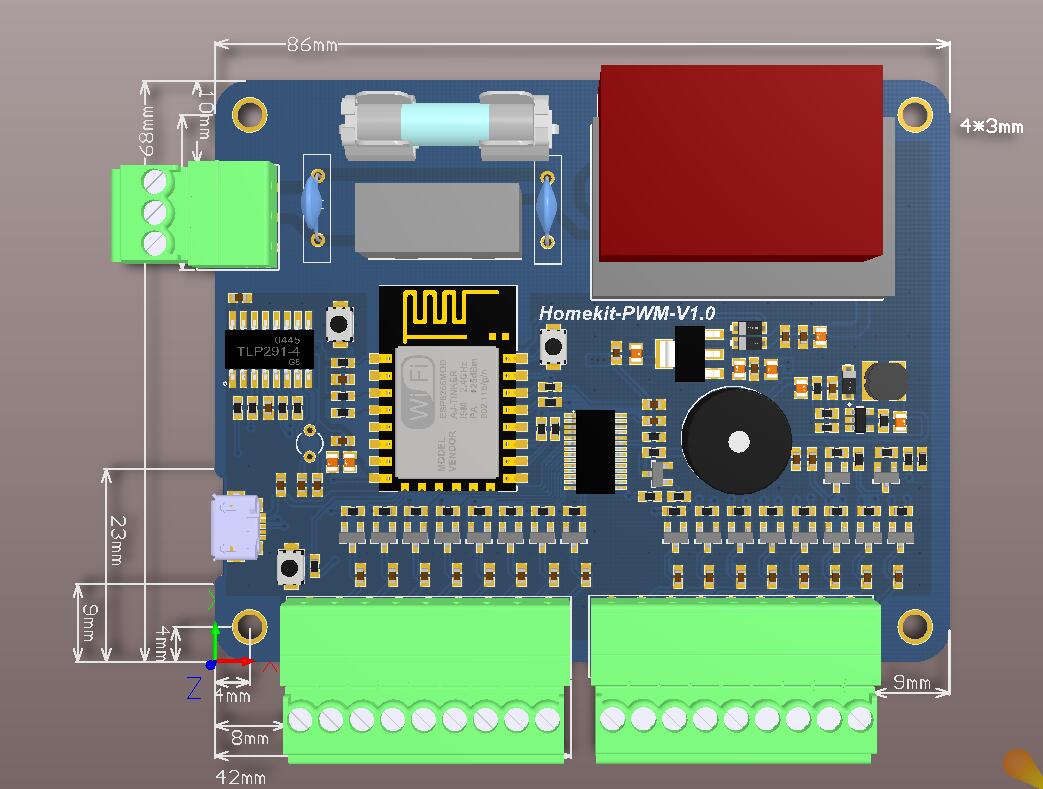 86mm
10mm
68mm
4*3mm
Homekit-PWM-V1.0
0445
TLP291-4
G5
WiFi
MODEL
VENDOR
ESP8266MOD
AI-THINKER
ISM 2.4GHz
PA +25dBm
802.11b/g/n
23mm
9mm
4mm
Y
X
Z
4mm
8mm
42mm
9mm